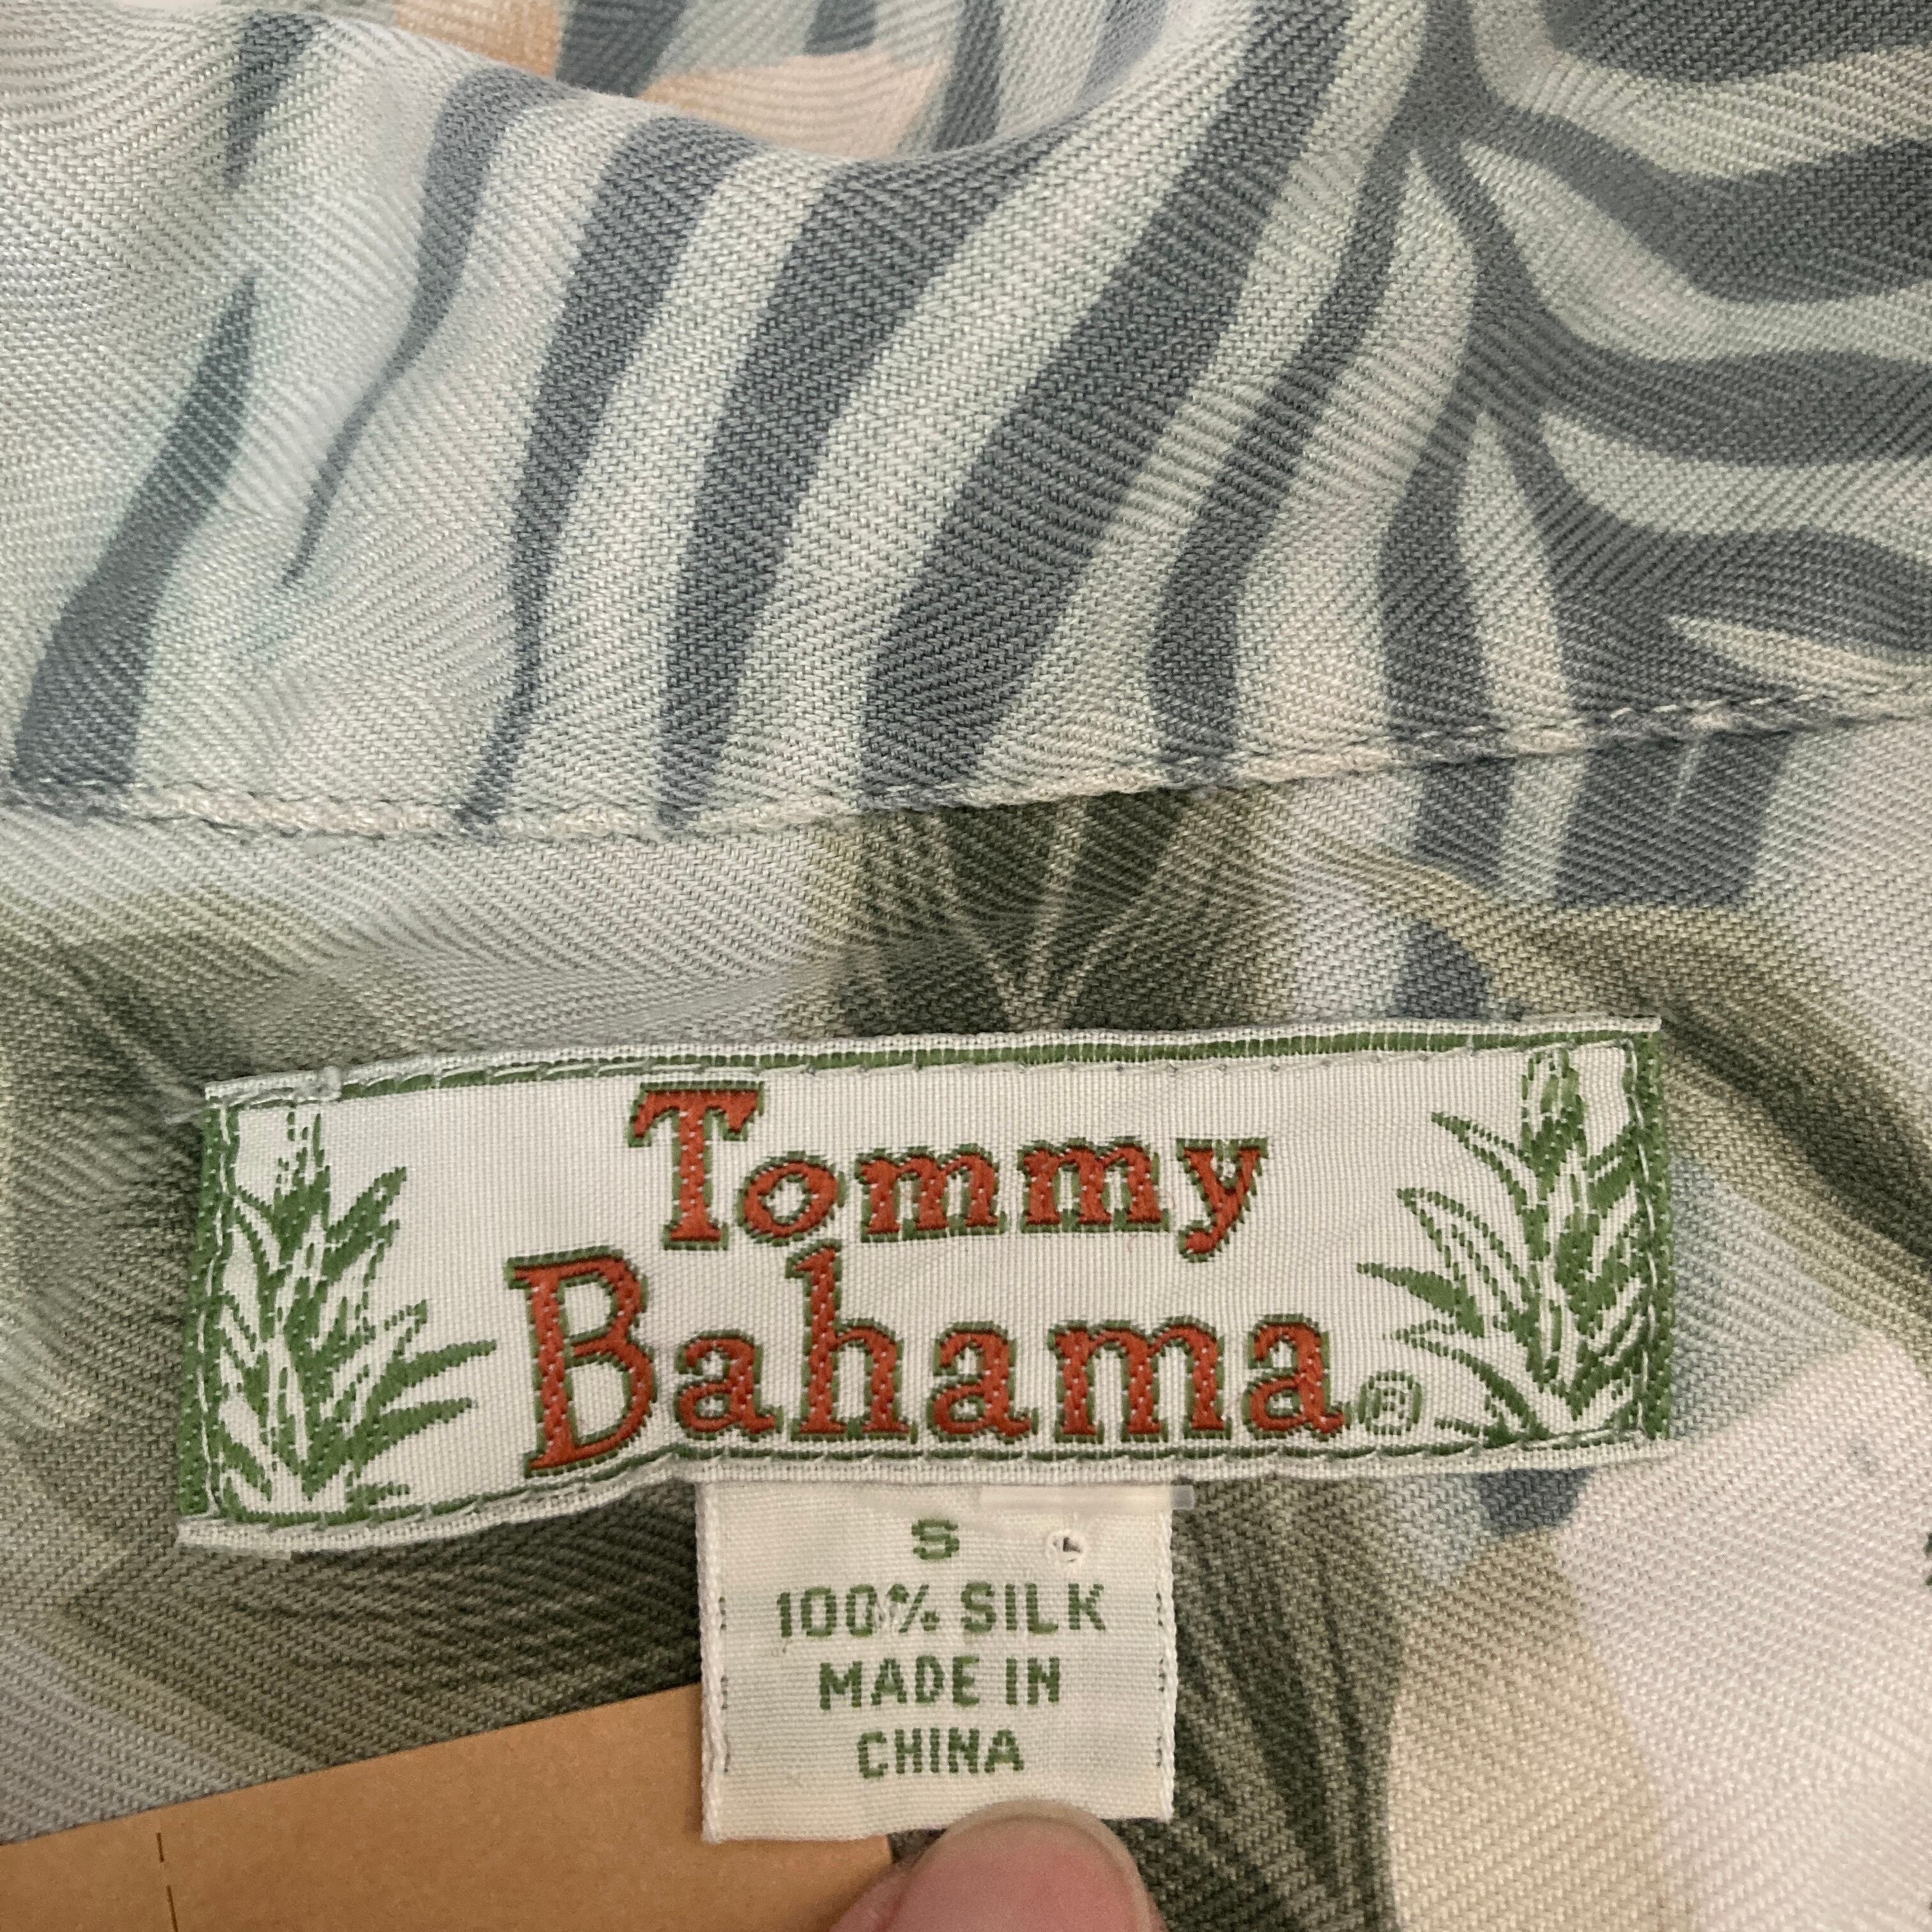 Tommy
Bahama®
S
100% SILK
MADE IN
CHINA